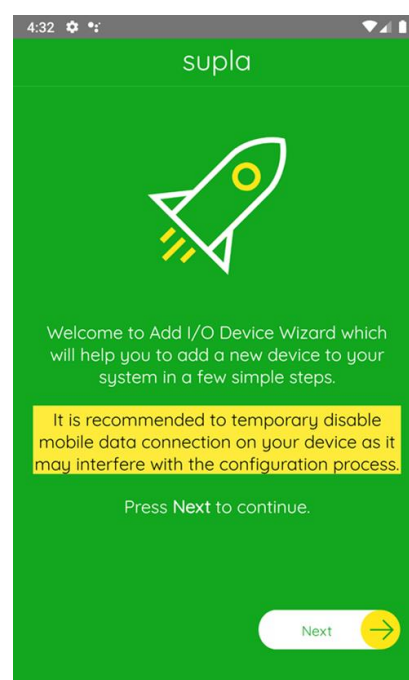 4:32
supla
Welcome to Add I/O Device Wizard which
will help you to add a new device to your
system in a few simple steps.
It is recommended to temporary disable
mobile data connection on your device as it
may interfere with the configuration process.
Press Next to continue.
Next